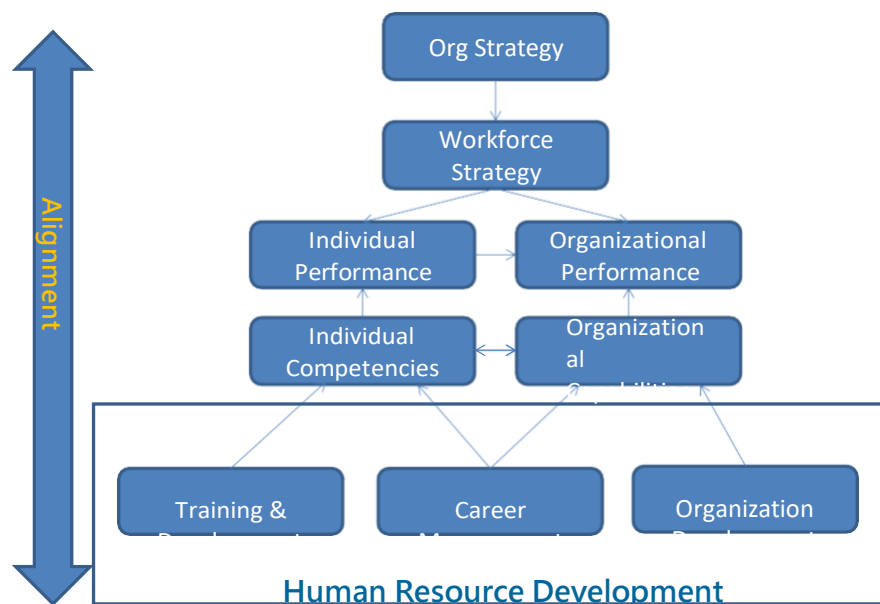 Org Strategy
Workforce
Strategy
Alignment
Individual
Performance
Organizational
Performance
Individual
Competencies
Organization
al
Training &
Career
Organization
Human Resource Development